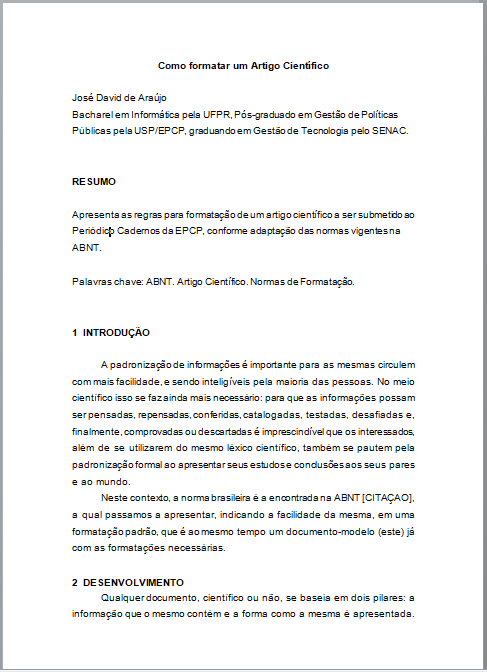 Como formatar um Artigo Científico
José David de Araújo
Bacharel em Informática pela UFPR, Pós-graduado em Gestão de Políticas
Públicas pela USP/EPCP, graduando em Gestão de Tecnologia pelo SENAC.
RESUMO
Apresenta as regras para formatação de um artigo científico a ser submetido ao
Periódico Cadernos da EPCP, conforme adaptação das normas vigentes na
ABNT.
Palavras chave: ABNT. Artigo Científico. Normas de Formatação.
1 INTRODUÇÃO
A padronização de informações é importante para as mesmas circulem
com mais facilidade, e sendo inteligíveis pela maioria das pessoas. No meio
científico isso se faz ainda mais necessário: para que as informações possam
ser pensadas, repensadas, conferidas, catalogadas, testadas, desafiadas e,
finalmente, comprovadas ou descartadas é imprescindível que os interessados,
além de se utilizarem do mesmo léxico científico, também se pautem pela
padronização formal ao apresentar seus estudos e conclusões aos seus pares
e ao mundo.
Neste contexto, a norma brasileira é a encontrada na ABNT [CITAÇAO],
a qual passamos a apresentar, indicando a facilidade da mesma, em uma
formatação padrão, que é ao mesmo tempo um documento-modelo (este) já
com as formatações necessárias.
2 DESENVOLVIMENTO
Qualquer documento, científico ou não, se baseia em dois pilares: a
informação que o mesmo contém e a forma como a mesma é apresentada.